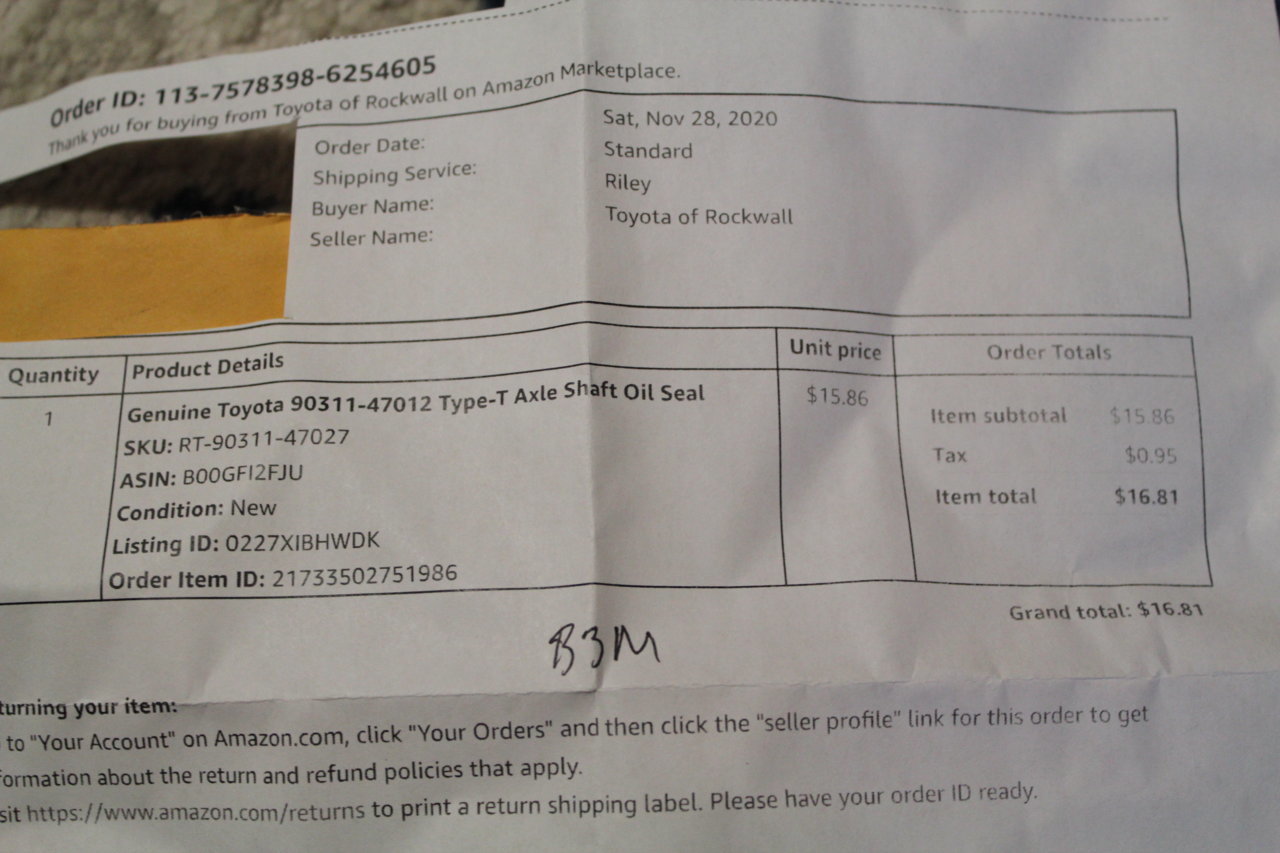 Order ID: 113-7578398-6254605
Thank you for buying from Toyota of Rockwall on Amazon Marketplace.
Order Date: Sat, Nov 28, 2020
Shipping Service: Standard
Buyer Name: Riley
Seller Name: Toyota of Rockwall
Quantity Product Details Unit price Order Totals
1 Genuine Toyota 90311-47012 Type-T Axle Shaft Oil Seal $15.86
SKU: RT-90311-47027
ASIN: B00GFI2FJU
Condition: New
Listing ID: 0227XIBHWDK
Order Item ID: 21733502751986
Item subtotal $15.86
Tax $0.95
Item total $16.81
Grand total: $16.81
B3M
turning your item:
to "Your Account" on Amazon.com, click "Your Orders" and then click the "seller profile" link for this order to get
formation about the return and refund policies that apply.
sit https://www.amazon.com/returns to print a return shipping label. Please have your order ID ready.